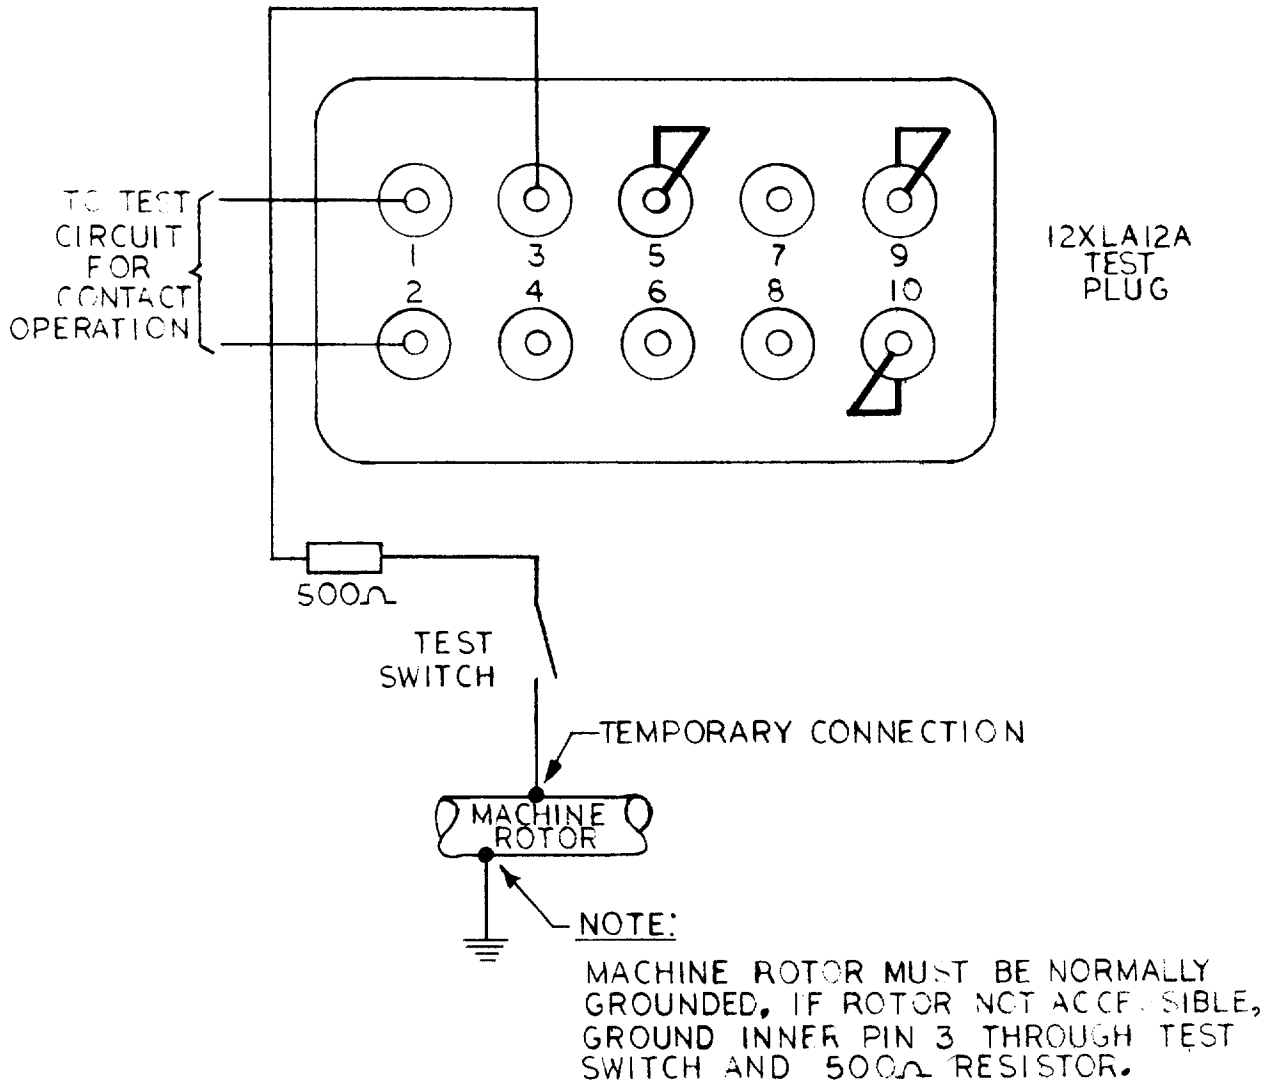 TO TEST
CIRCUIT
FOR
CONTACT
OPERATION
1
3
5
7
9
2
4
6
8
10
12XLA12A
TEST
PLUG
500Ω
TEST
SWITCH
TEMPORARY CONNECTION
MACHINE
ROTOR
NOTE:
MACHINE ROTOR MUST BE NORMALLY
GROUNDED. IF ROTOR NOT ACCESSIBLE,
GROUND INNER PIN 3 THROUGH TEST
SWITCH AND 500Ω RESISTOR.